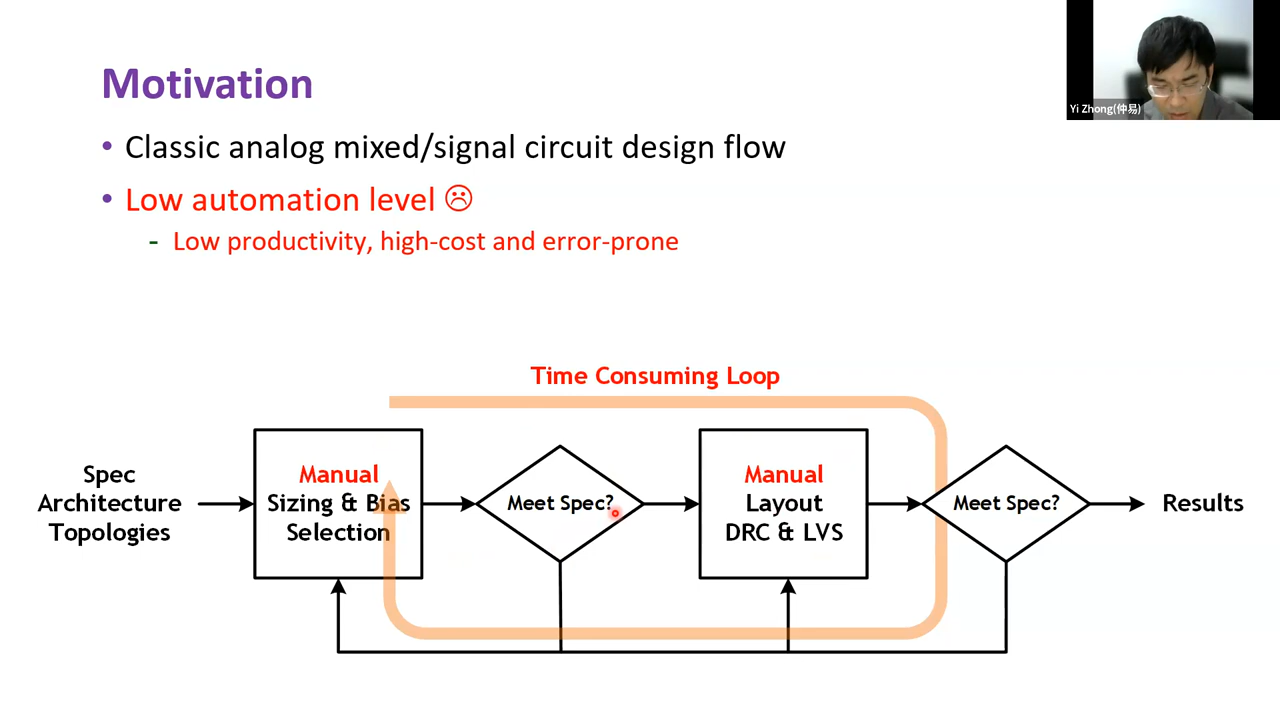 Motivation
Yi Zhong(仲易)
• Classic analog mixed/signal circuit design flow
• Low automation level ☹
- Low productivity, high-cost and error-prone
Time Consuming Loop
Spec
Architecture
Topologies
Manual
Sizing & Bias
Selection
Meet Spec?
Manual
Layout
DRC & LVS
Meet Spec?
Results